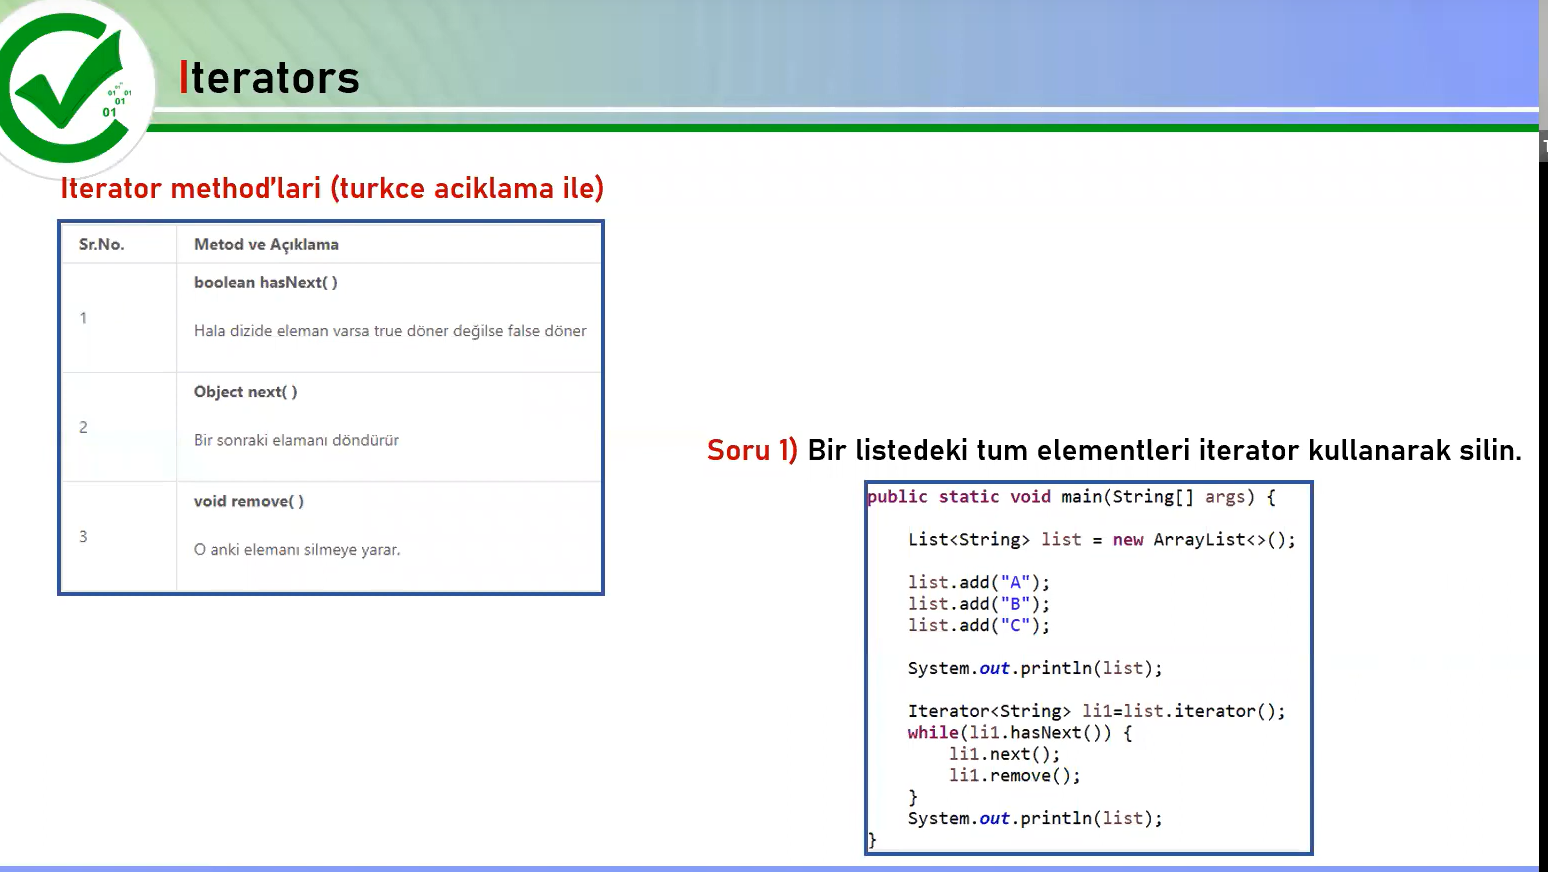 Iterators
01 01
01
01
Iterator method'lari (turkce aciklama ile)
Sr.No. Metod ve Açıklama
1 boolean hasNext( )
Hala dizide eleman varsa true döner değilse false döner
2 Object next( )
Bir sonraki elamanı döndürür
3 void remove( )
O anki elemanı silmeye yarar.
Soru 1) Bir listedeki tum elementleri iterator kullanarak silin.
public static void main(String[] args) {
List<String> list = new ArrayList<>();
list.add("A");
list.add("B");
list.add("C");
System.out.println(list);
Iterator<String> li1=list.iterator();
while(li1.hasNext()) {
li1.next();
li1.remove();
}
System.out.println(list);
}